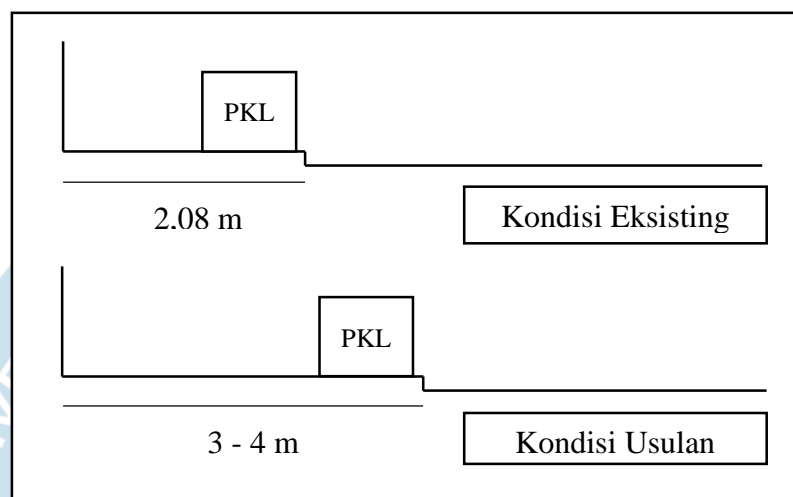 PKL
2.08 m
Kondisi Eksisting
PKL
3 - 4 m
Kondisi Usulan